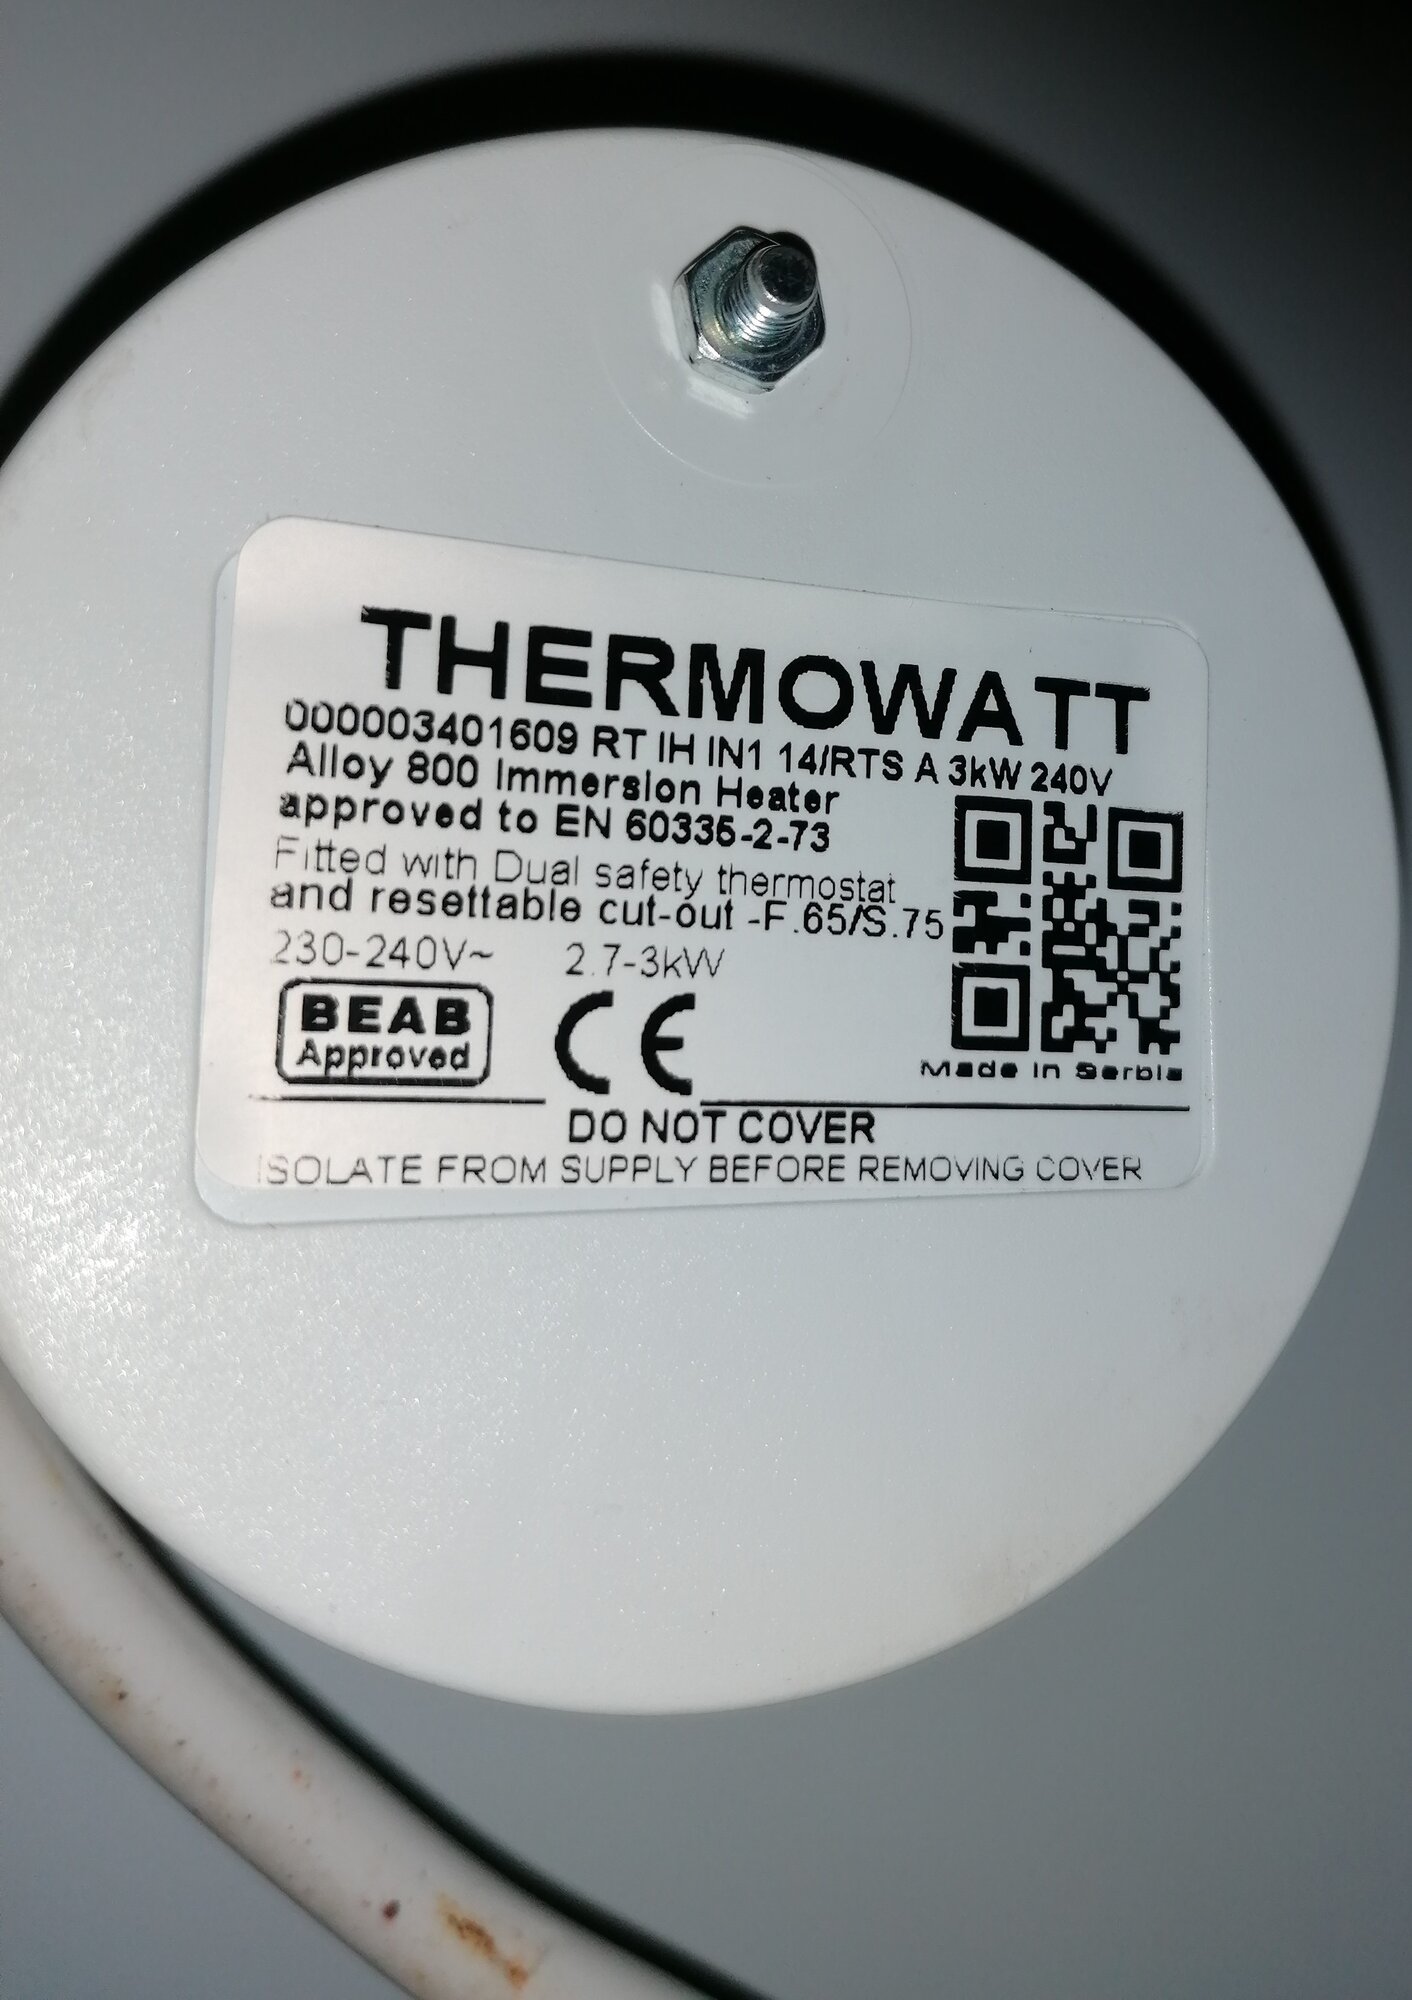 THERMOWATT
000003401609 RT IH IN1 14/RTS A 3kW 240V
Alloy 800 Immersion Heater
approved to EN 60335-2-73
Fitted with Dual safety thermostat
and resettable cut-out -F.65/S.75
230-240V~ 2.7-3kW
BEAB
Approved
CE
Made in Serbia
DO NOT COVER
ISOLATE FROM SUPPLY BEFORE REMOVING COVER